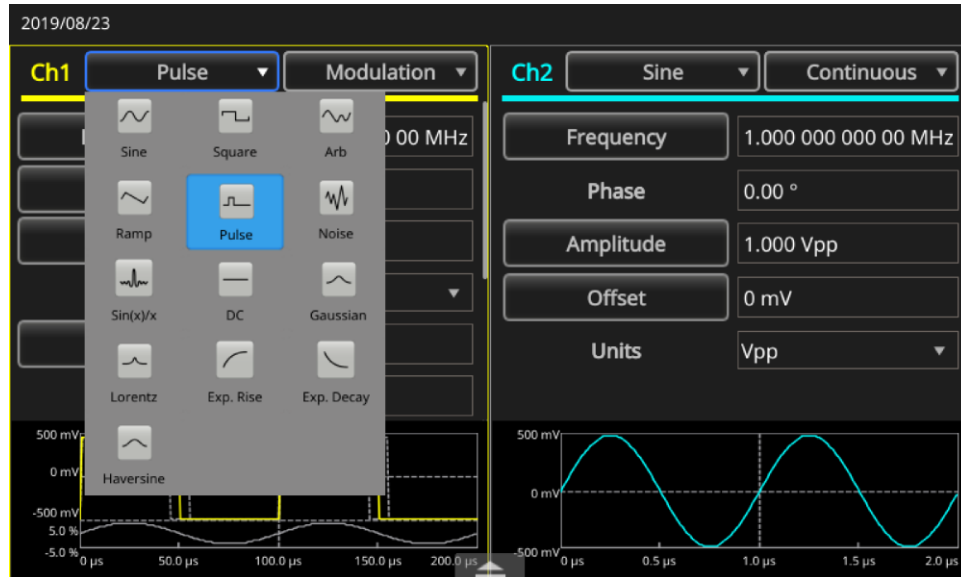 2019/08/23
Ch1 Pulse Modulation
Ch2 Sine Continuous
Sine Square Arb
Ramp Pulse Noise
Sin(x)/x DC Gaussian
Lorentz Exp. Rise Exp. Decay
Haversine
00 MHz
Frequency 1.000 000 000 00 MHz
Phase 0.00 °
Amplitude 1.000 Vpp
Offset 0 mV
Units Vpp
500 mV
0 mV
-500 mV
5.0 %
-5.0 %
0 µs 50.0 µs 100.0 µs 150.0 µs 200.0 µs
500 mV
0 mV
-500 mV
0 µs 0.5 µs 1.0 µs 1.5 µs 2.0 µs